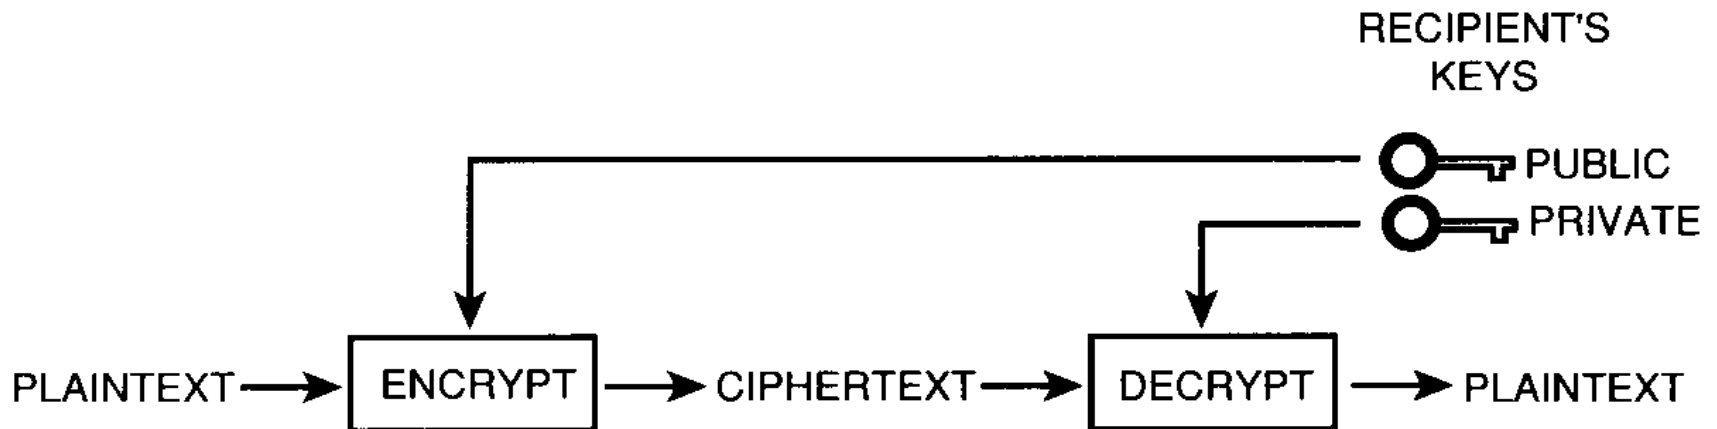 RECIPIENT'S
KEYS
PUBLIC
PRIVATE
PLAINTEXT ENCRYPT CIPHERTEXT DECRYPT PLAINTEXT